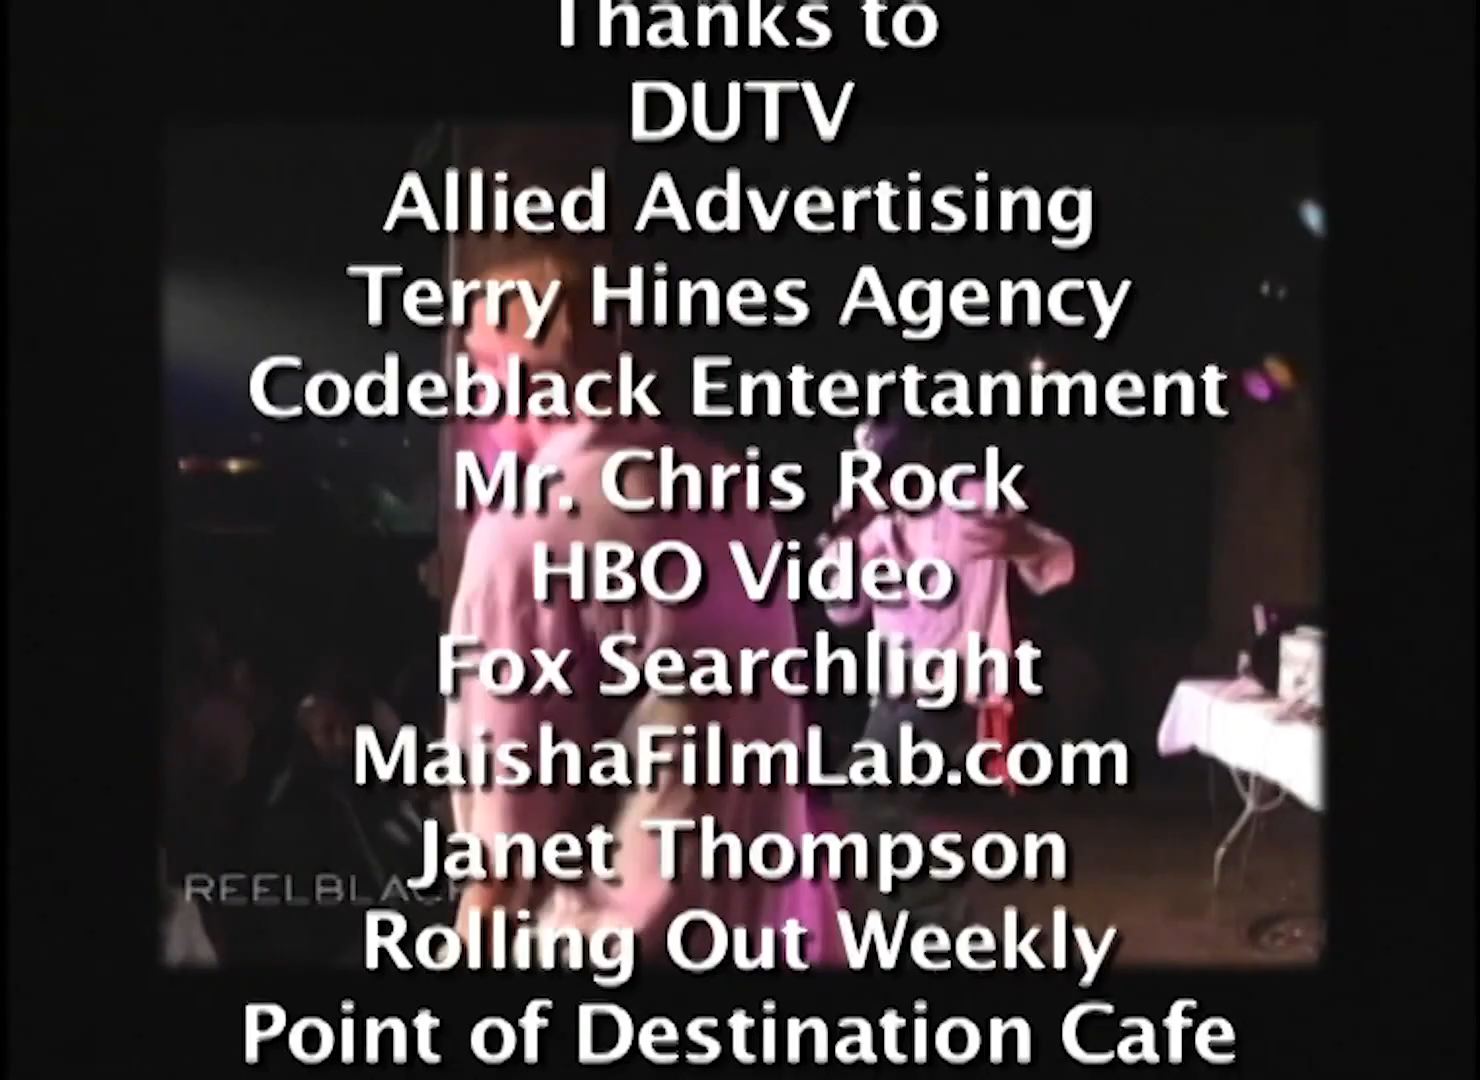 Thanks to
DUTV
Allied Advertising
Terry Hines Agency
Codeblack Entertanment
Mr. Chris Rock
HBO Video
Fox Searchlight
MaishaFilmLab.com
Janet Thompson
REELBLACK
Rolling Out Weekly
Point of Destination Cafe